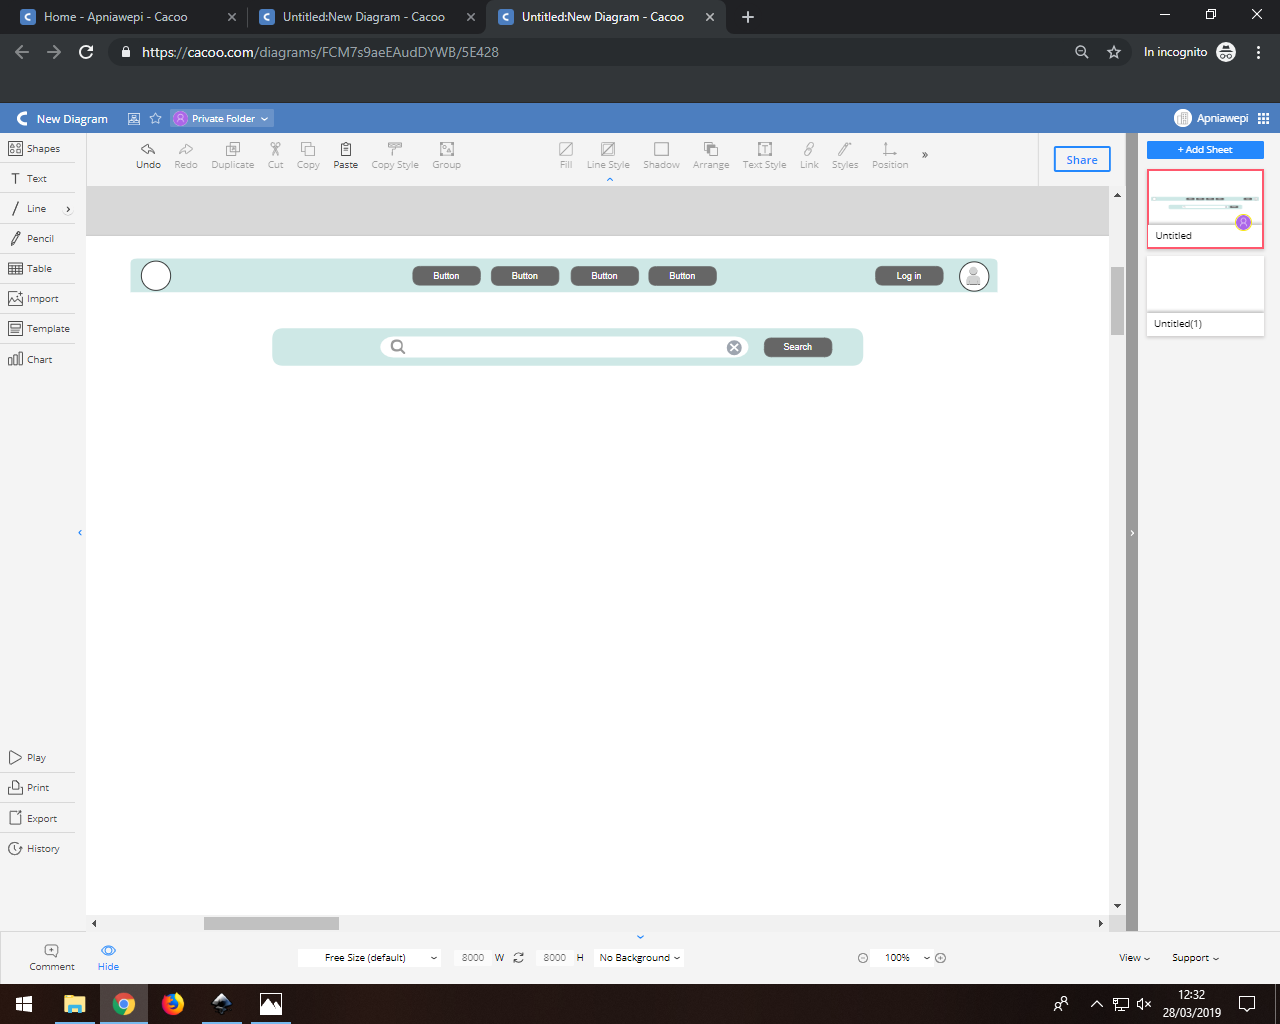 Home - Apniawepi - Cacoo
Untitled:New Diagram - Cacoo
Untitled:New Diagram - Cacoo
https://cacoo.com/diagrams/FCM7s9aeEAudDYWB/5E428
In incognito
New Diagram
Private Folder
Apniawepi
Shapes
Text
Line
Pencil
Table
Import
Template
Chart
Undo
Redo
Duplicate
Cut
Copy
Paste
Copy Style
Group
Fill
Line Style
Shadow
Arrange
Text Style
Link
Styles
Position
Share
+ Add Sheet
Untitled
Untitled(1)
Button
Button
Button
Button
Log in
Search
Play
Print
Export
History
Comment
Hide
Free Size (default)
8000 W
8000 H
No Background
100%
View
Support
12:32
28/03/2019